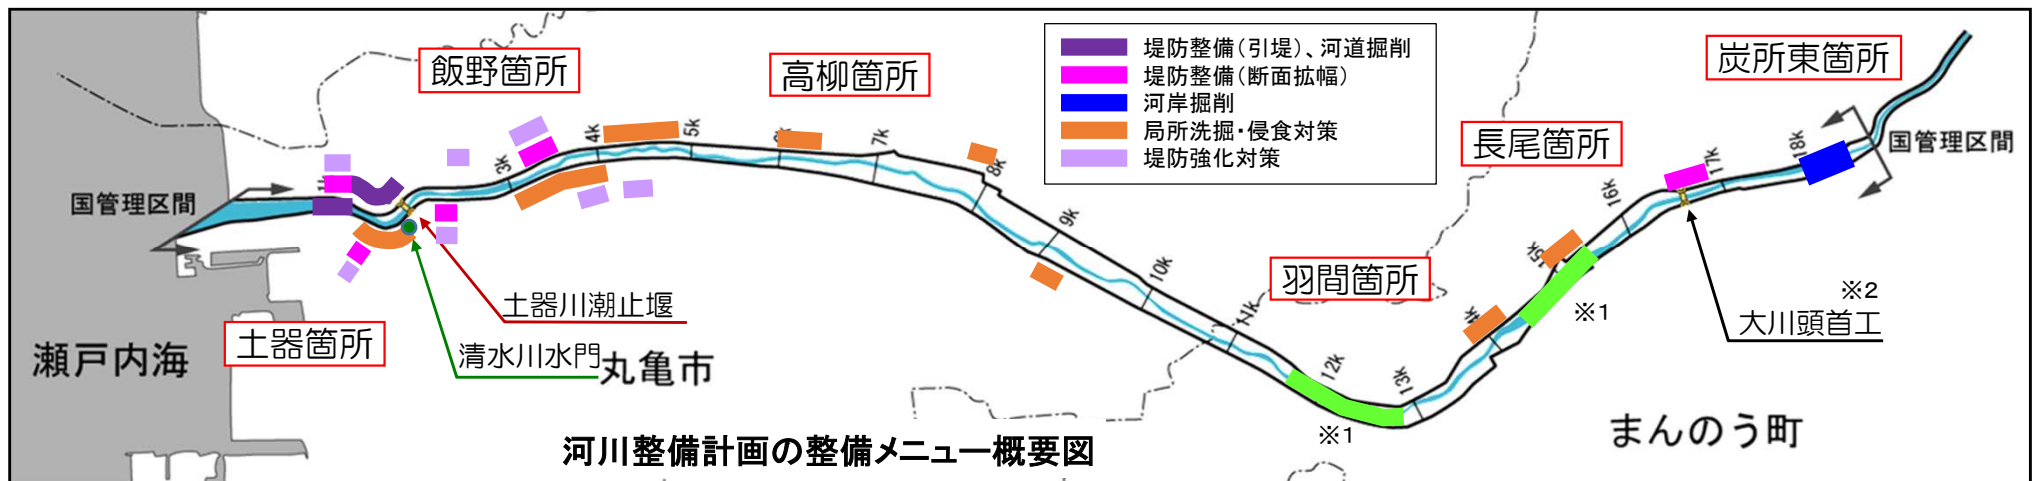 飯野箇所
高柳箇所
堤防整備(引堤)、河道掘削
堤防整備(断面拡幅)
河岸掘削
局所洗掘・侵食対策
堤防強化対策
炭所東箇所
長尾箇所
国管理区間
国管理区間
3k
4k
5k
7k
8k
9k
10k
11k
12k
13k
15k
16k
17k
18k
羽間箇所
※1
※2
大川頭首工
土器川潮止堰
清水川水門
土器箇所
瀬戸内海
丸亀市
※1
まんのう町
河川整備計画の整備メニュー概要図